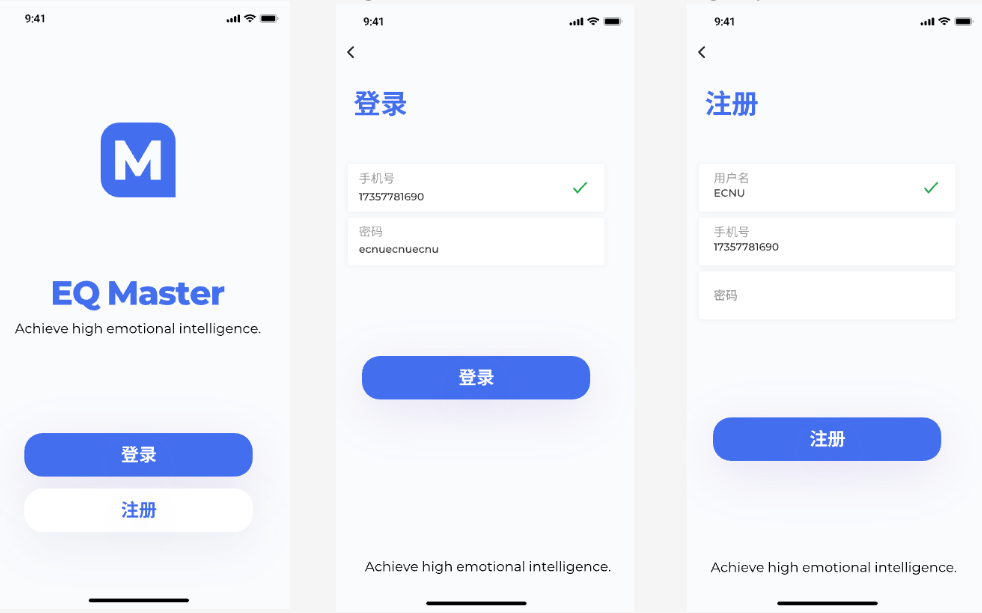 9:41
M
EQ Master
Achieve high emotional intelligence.
登录
注册
9:41
登录
手机号
17357781690
密码
ecnuecnuecnu
登录
Achieve high emotional intelligence.
9:41
注册
用户名
ECNU
手机号
17357781690
密码
注册
Achieve high emotional intelligence.